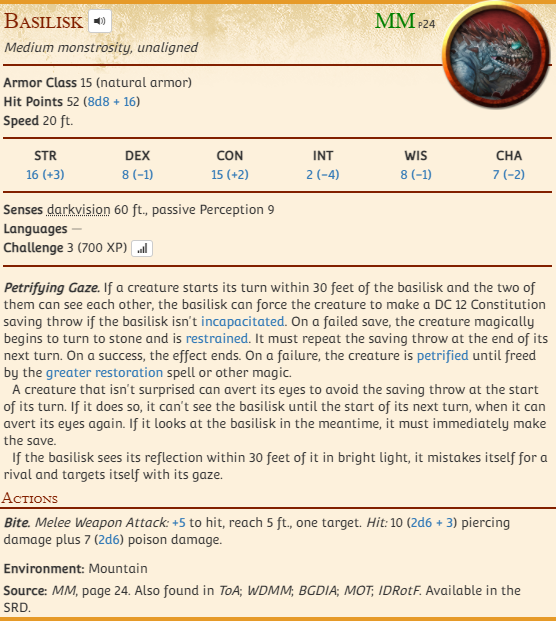 Basilisk MM p24
Medium monstrosity, unaligned
Armor Class 15 (natural armor)
Hit Points 52 (8d8 + 16)
Speed 20 ft.
STR DEX CON INT WIS CHA
16 (+3) 8 (−1) 15 (+2) 2 (−4) 8 (−1) 7 (−2)
Senses darkvision 60 ft., passive Perception 9
Languages —
Challenge 3 (700 XP)
Petrifying Gaze. If a creature starts its turn within 30 feet of the basilisk and the two of
them can see each other, the basilisk can force the creature to make a DC 12 Constitution
saving throw if the basilisk isn't incapacitated. On a failed save, the creature magically
begins to turn to stone and is restrained. It must repeat the saving throw at the end of its
next turn. On a success, the effect ends. On a failure, the creature is petrified until freed
by the greater restoration spell or other magic.
A creature that isn't surprised can avert its eyes to avoid the saving throw at the start
of its turn. If it does so, it can't see the basilisk until the start of its next turn, when it can
avert its eyes again. If it looks at the basilisk in the meantime, it must immediately make
the save.
If the basilisk sees its reflection within 30 feet of it in bright light, it mistakes itself for a
rival and targets itself with its gaze.
Actions
Bite. Melee Weapon Attack: +5 to hit, reach 5 ft., one target. Hit: 10 (2d6 + 3) piercing
damage plus 7 (2d6) poison damage.
Environment: Mountain
Source: MM, page 24. Also found in ToA; WDMM; BGDIA; MOT; IDRotF. Available in the
SRD.